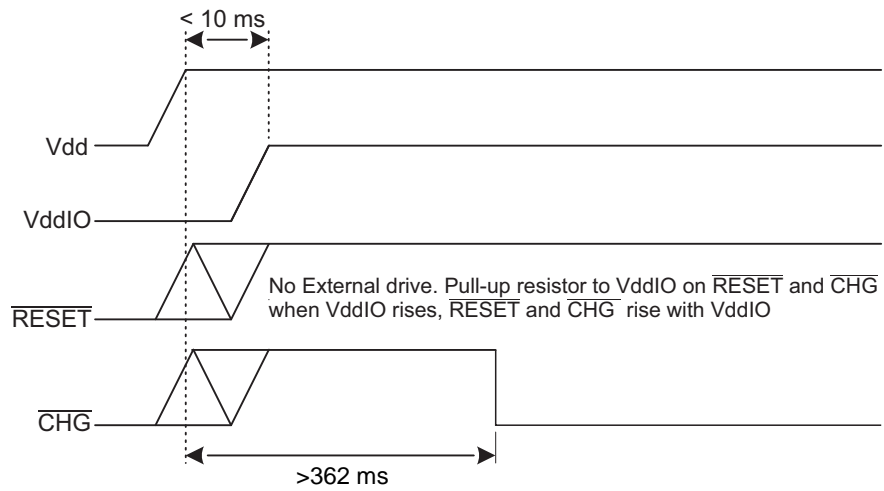 < 10 ms
Vdd
VddIO
No External drive. Pull-up resistor to VddIO on RESET and CHG
when VddIO rises, RESET and CHG rise with VddIO
RESET
CHG
>362 ms